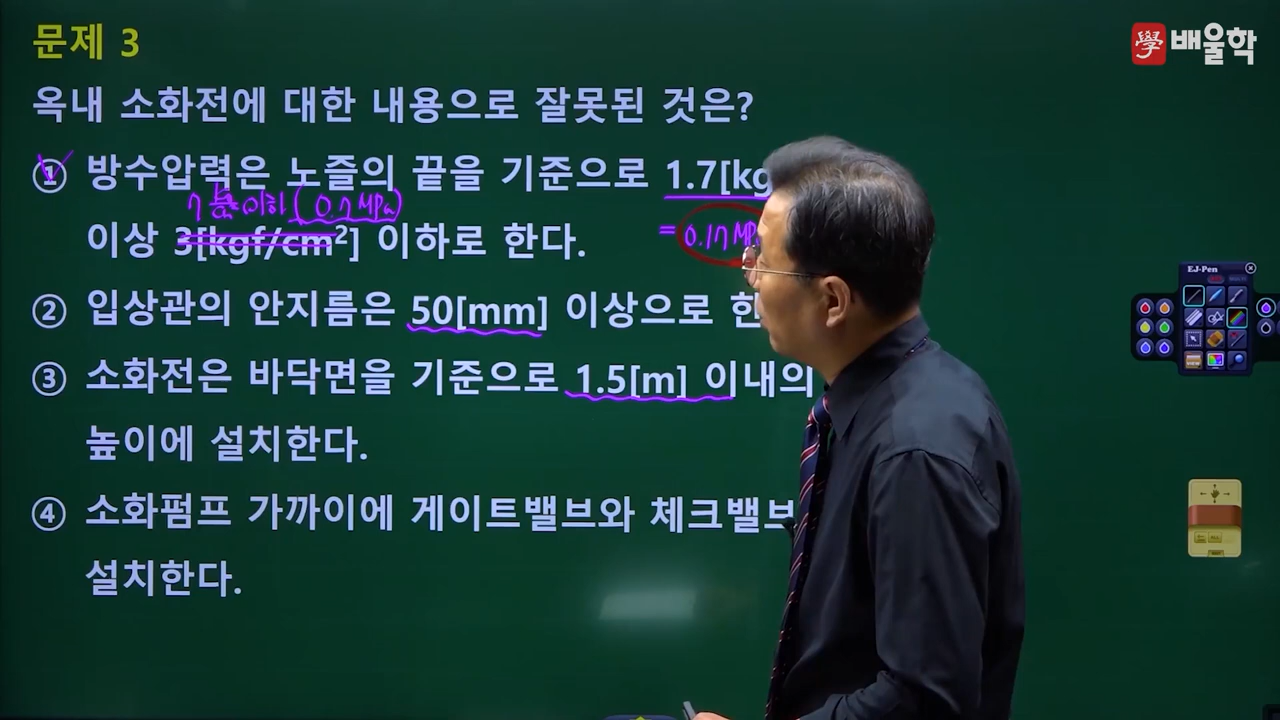 문제 3
學 배울학
옥내 소화전에 대한 내용으로 잘못된 것은?
① 방수압력은 노즐의 끝을 기준으로 1.7[kg
7 이하 (0.7 MPa)
이상 3[kgf/cm²] 이하로 한다.
= 0.17 MP
② 입상관의 안지름은 50[mm] 이상으로 한
③ 소화전은 바닥면을 기준으로 1.5[m] 이내의
높이에 설치한다.
④ 소화펌프 가까이에 게이트밸브와 체크밸브
설치한다.
EJ-Pen